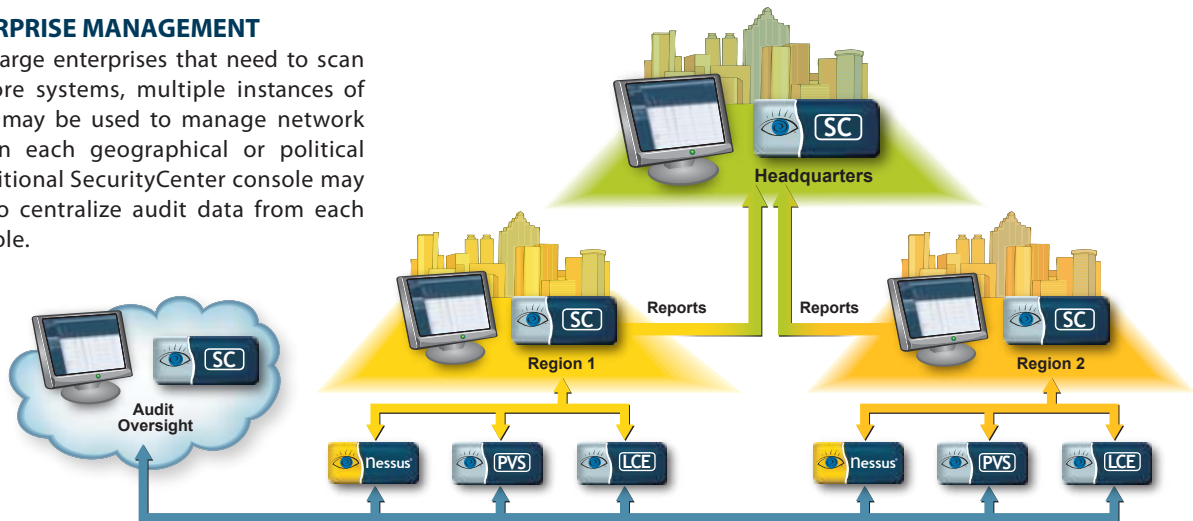 ERPRISE MANAGEMENT
arge enterprises that need to scan
ore systems, multiple instances of
may be used to manage network
n each geographical or political
itional SecurityCenter console may
o centralize audit data from each
ole.
SC
Headquarters
Reports
Reports
SC
Region 1
SC
Region 2
SC
Audit
Oversight
nessus
PVS
LCE
nessus
PVS
LCE